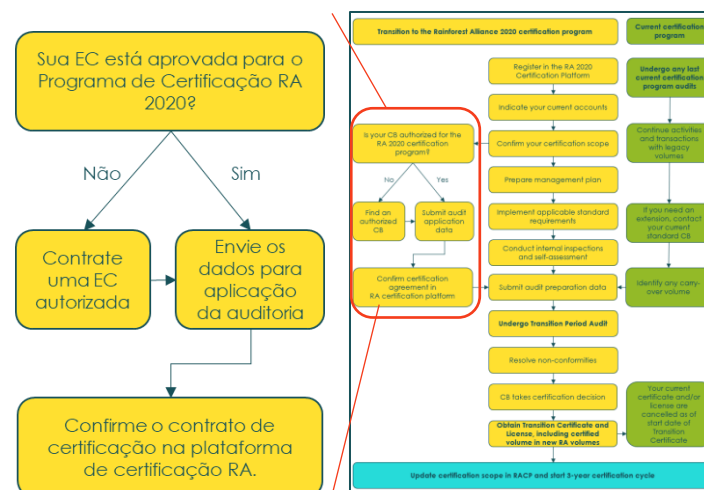 Sua EC está aprovada para o
Programa de Certificação RA
2020?
Não
Sim
Contrate
uma EC
autorizada
Envie os
dados para
aplicação
da auditoria
Confirme o contrato de
certificação na plataforma
de certificação RA.
Transition to the Rainforest Alliance 2020 certification program
Current certification
program
Register in the RA 2020
Certification Platform
Undergo any last
current certification
program audits
Indicate your current accounts
Is your CB authorized for the
RA 2020 certification
program?
Confirm your certification scope
Continue activities
and transactions
with legacy
volumes
No
Yes
Prepare management plan
Find an
authorized
CB
Submit audit
application
data
Implement applicable standard
requirements
If you need an
extension, contact
your current
standard CB
Conduct internal inspections
and self-assessment
Confirm certification
agreement in
RA certification platform
Submit audit preparation data
Identify any carry-
over volume
Undergo Transition Period Audit
Resolve non-conformities
CB takes certification decision
Your current
certificate and/or
license are
cancelled as of
start date of
Transition
Certificate
Obtain Transition Certificate and
License, including certified
volume in new RA volumes
Update certification scope in RACP and start 3-year certification cycle